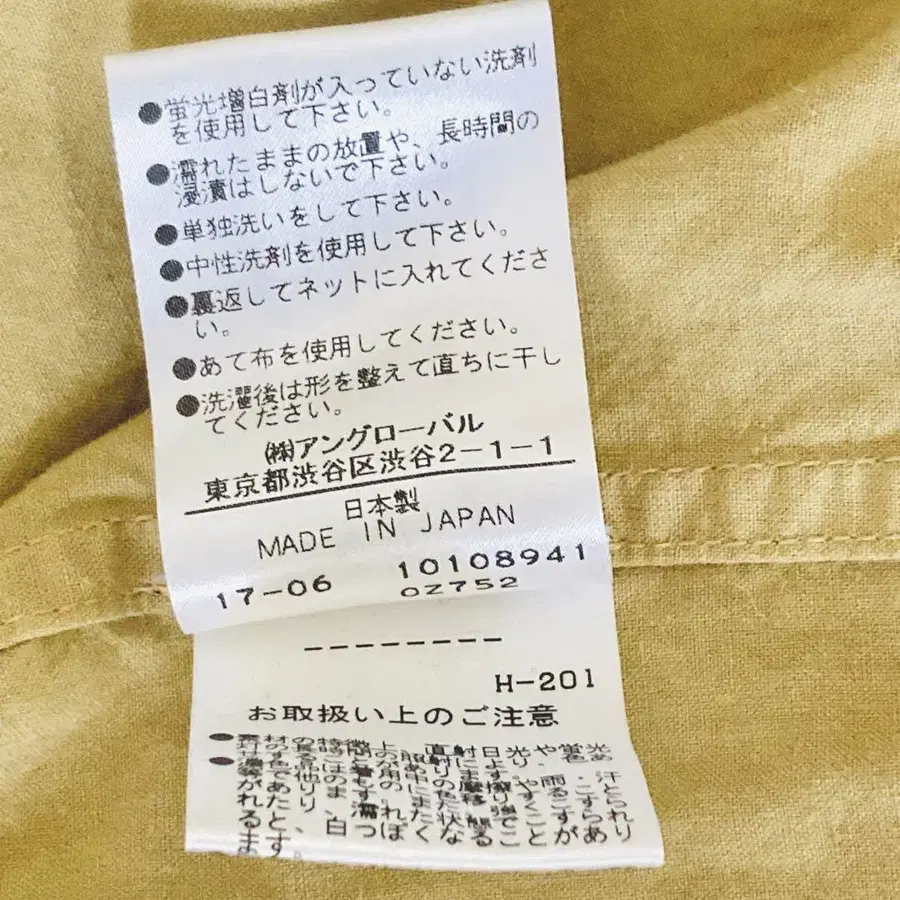 ●蛍光増白剤が入っていない洗剤
を使用して下さい。
●濡れたままの放置や、長時間の
浸漬はしないで下さい。
●単独洗いをして下さい。
●中性洗剤を使用して下さい。
●裏返してネットに入れてくださ
い。
●あて布を使用してください。
●洗濯後は形を整えて直ちに干し
てください。
㈱アングローバル
東京都渋谷区渋谷2-1-1
日本製
MADE IN JAPAN
17-06 10108941
OZ752
--------
H-201
お取扱い上のご注意